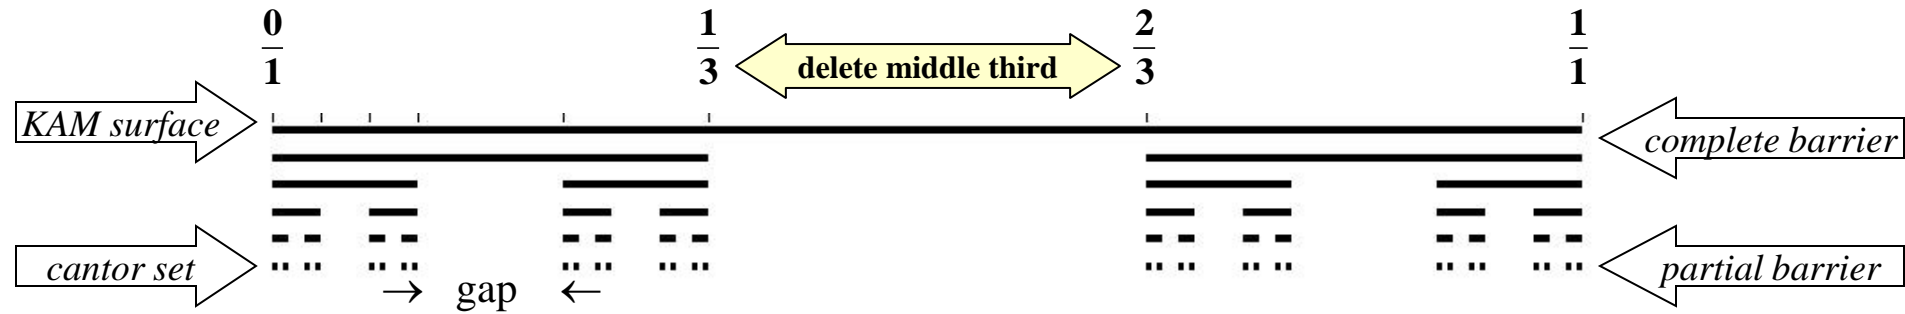 0/1 1/3 2/3 1/1
delete middle third
KAM surface
complete barrier
cantor set
partial barrier
→ gap ←